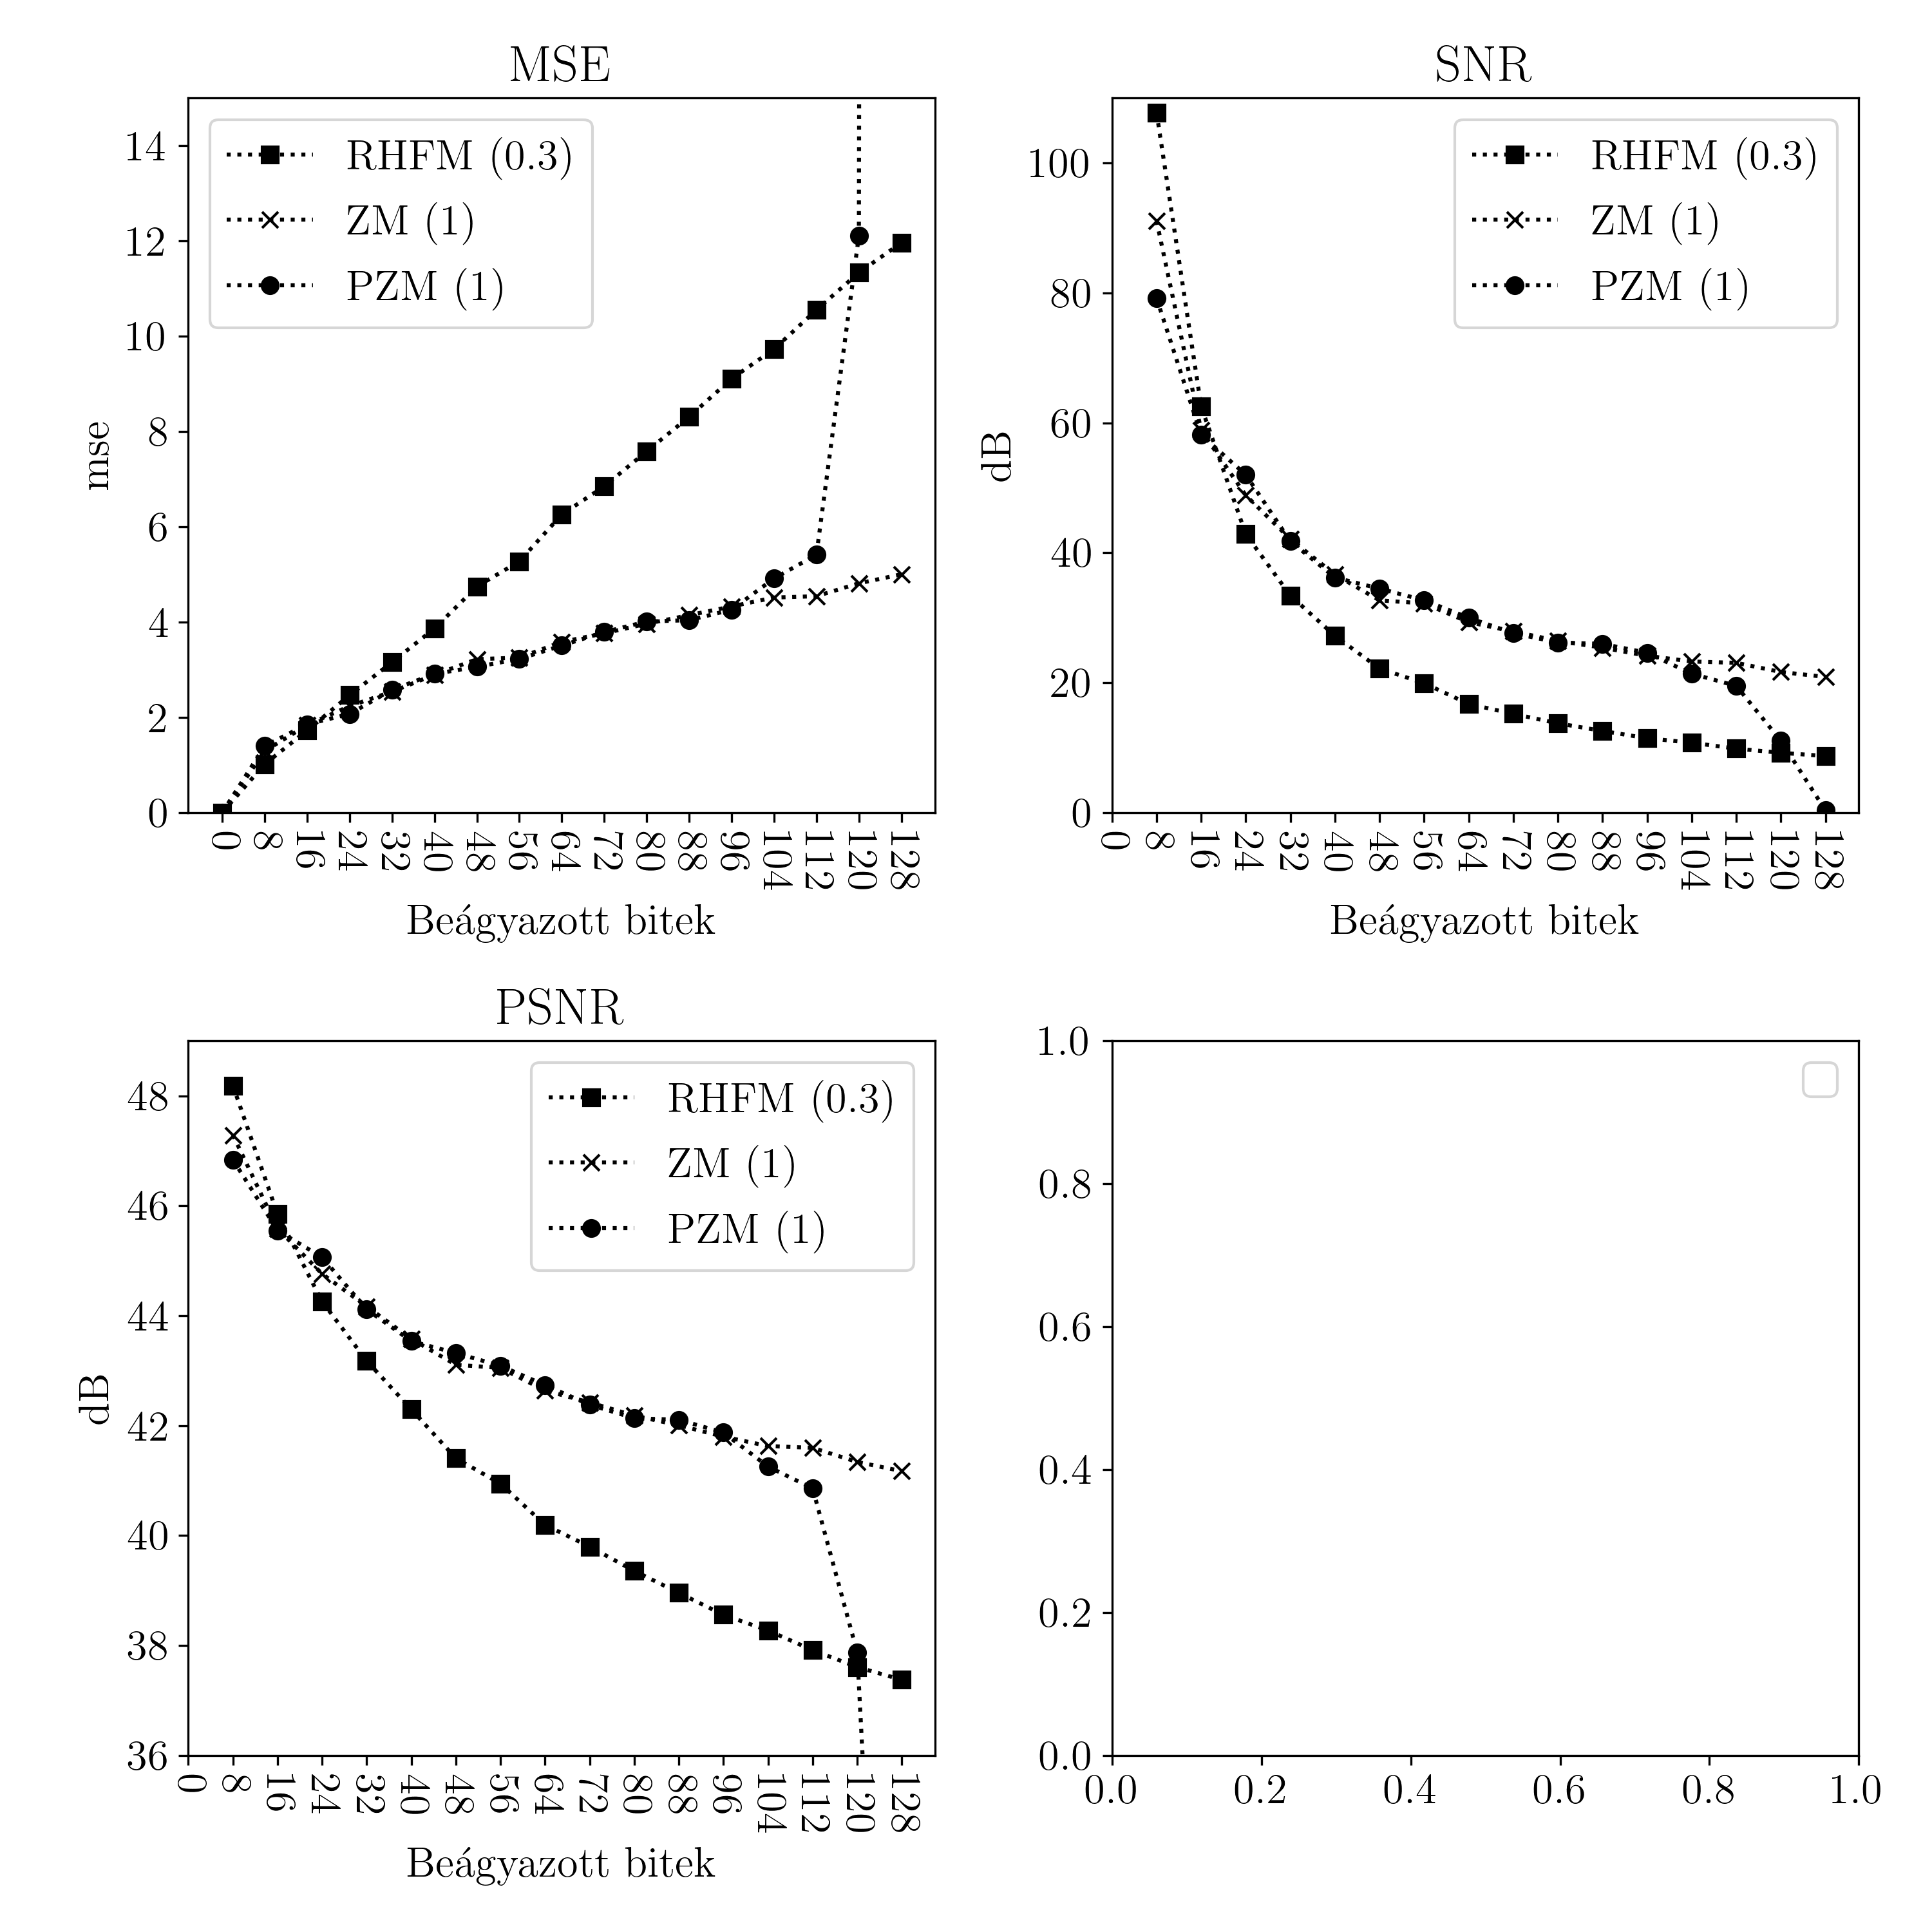 MSE
14
12
10
8
6
4
2
0
mse
RHFM (0.3)
ZM (1)
PZM (1)
0 8 16 24 32 40 48 56 64 72 80 88 96 104 112 120 128
Beágyazott bitek
SNR
100
80
60
40
20
0
dB
RHFM (0.3)
ZM (1)
PZM (1)
0 8 16 24 32 40 48 56 64 72 80 88 96 104 112 120 128
Beágyazott bitek
PSNR
48
46
44
42
40
38
36
dB
RHFM (0.3)
ZM (1)
PZM (1)
0 8 16 24 32 40 48 56 64 72 80 88 96 104 112 120 128
Beágyazott bitek
1.0
0.8
0.6
0.4
0.2
0.0
0.0 0.2 0.4 0.6 0.8 1.0